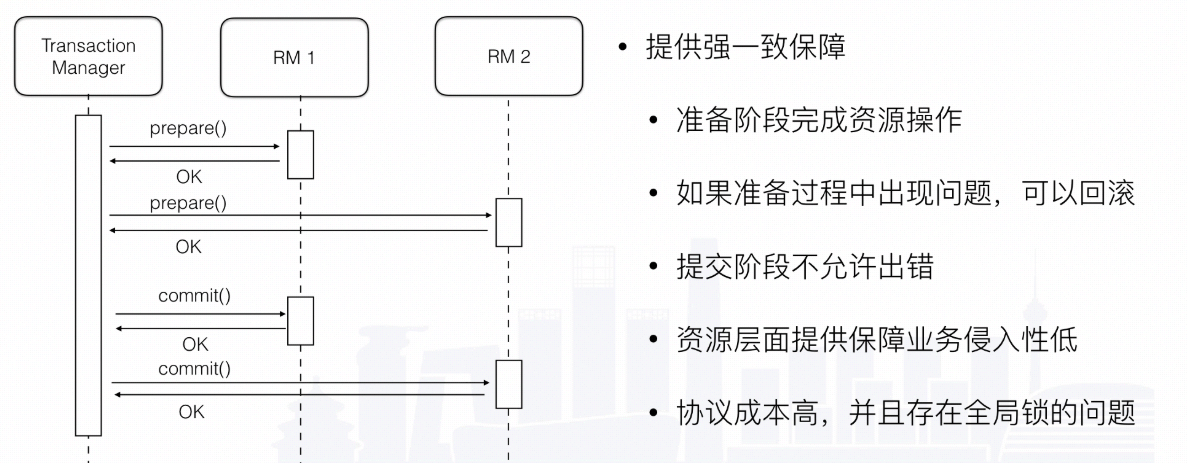 Transaction
Manager
RM 1
RM 2
prepare()
OK
prepare()
OK
commit()
OK
commit()
OK
• 提供强一致保障
• 准备阶段完成资源操作
• 如果准备过程中出现问题，可以回滚
• 提交阶段不允许出错
• 资源层面提供保障业务侵入性低
• 协议成本高，并且存在全局锁的问题